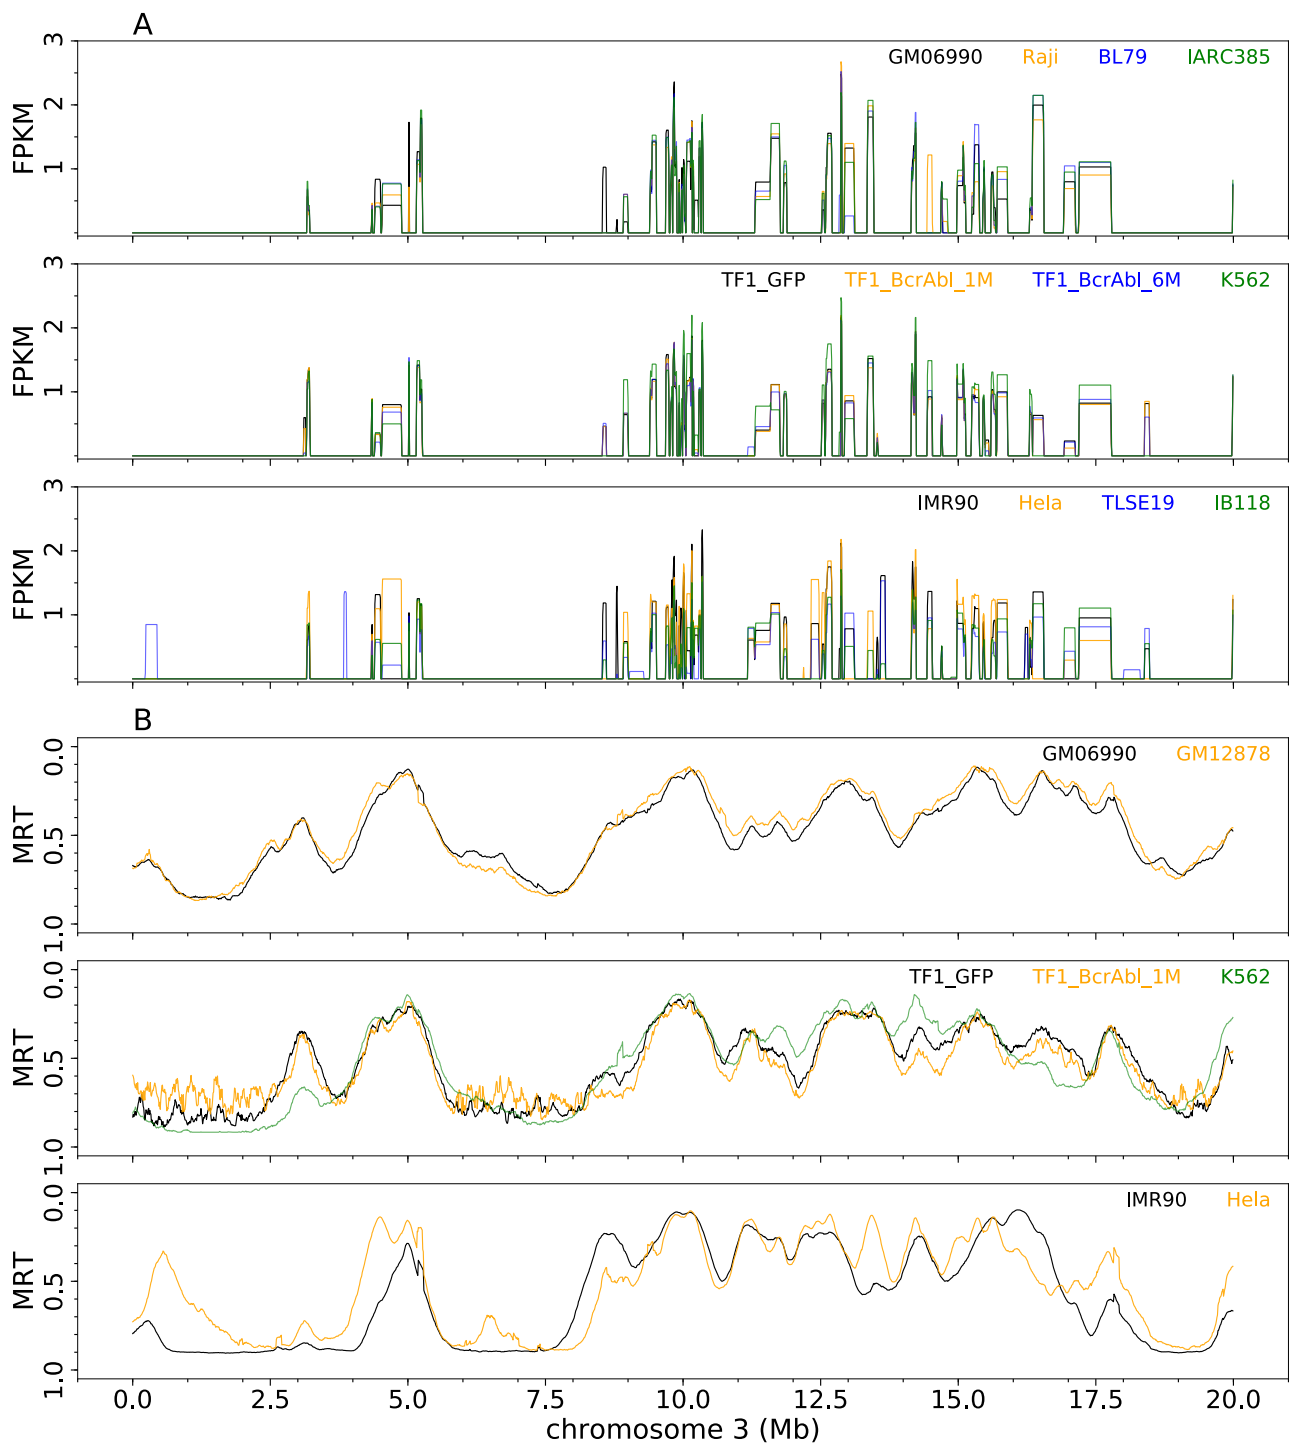 A
3
2
1
FPKM
GM06990 Raji BL79 IARC385
3
2
1
FPKM
TF1_GFP TF1_BcrAbl_1M TF1_BcrAbl_6M K562
3
2
1
FPKM
IMR90 Hela TLSE19 IB118
B
0.0
0.5
1.0
MRT
GM06990 GM12878
0.0
0.5
1.0
MRT
TF1_GFP TF1_BcrAbl_1M K562
0.0
0.5
1.0
MRT
IMR90 Hela
0.0 2.5 5.0 7.5 10.0 12.5 15.0 17.5 20.0
chromosome 3 (Mb)